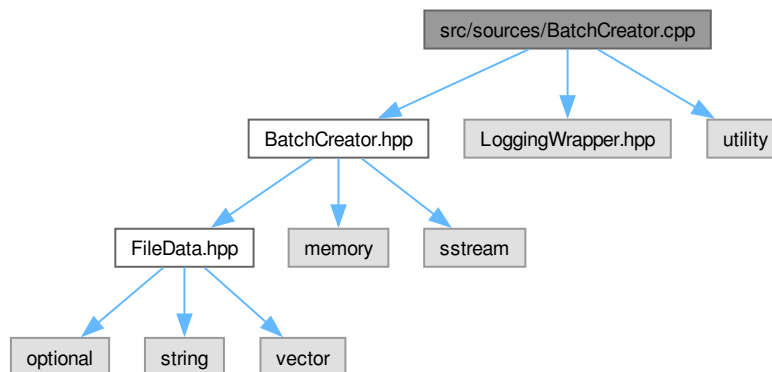 src/sources/BatchCreator.cpp
BatchCreator.hpp
LoggingWrapper.hpp
utility
FileData.hpp
memory
sstream
optional
string
vector